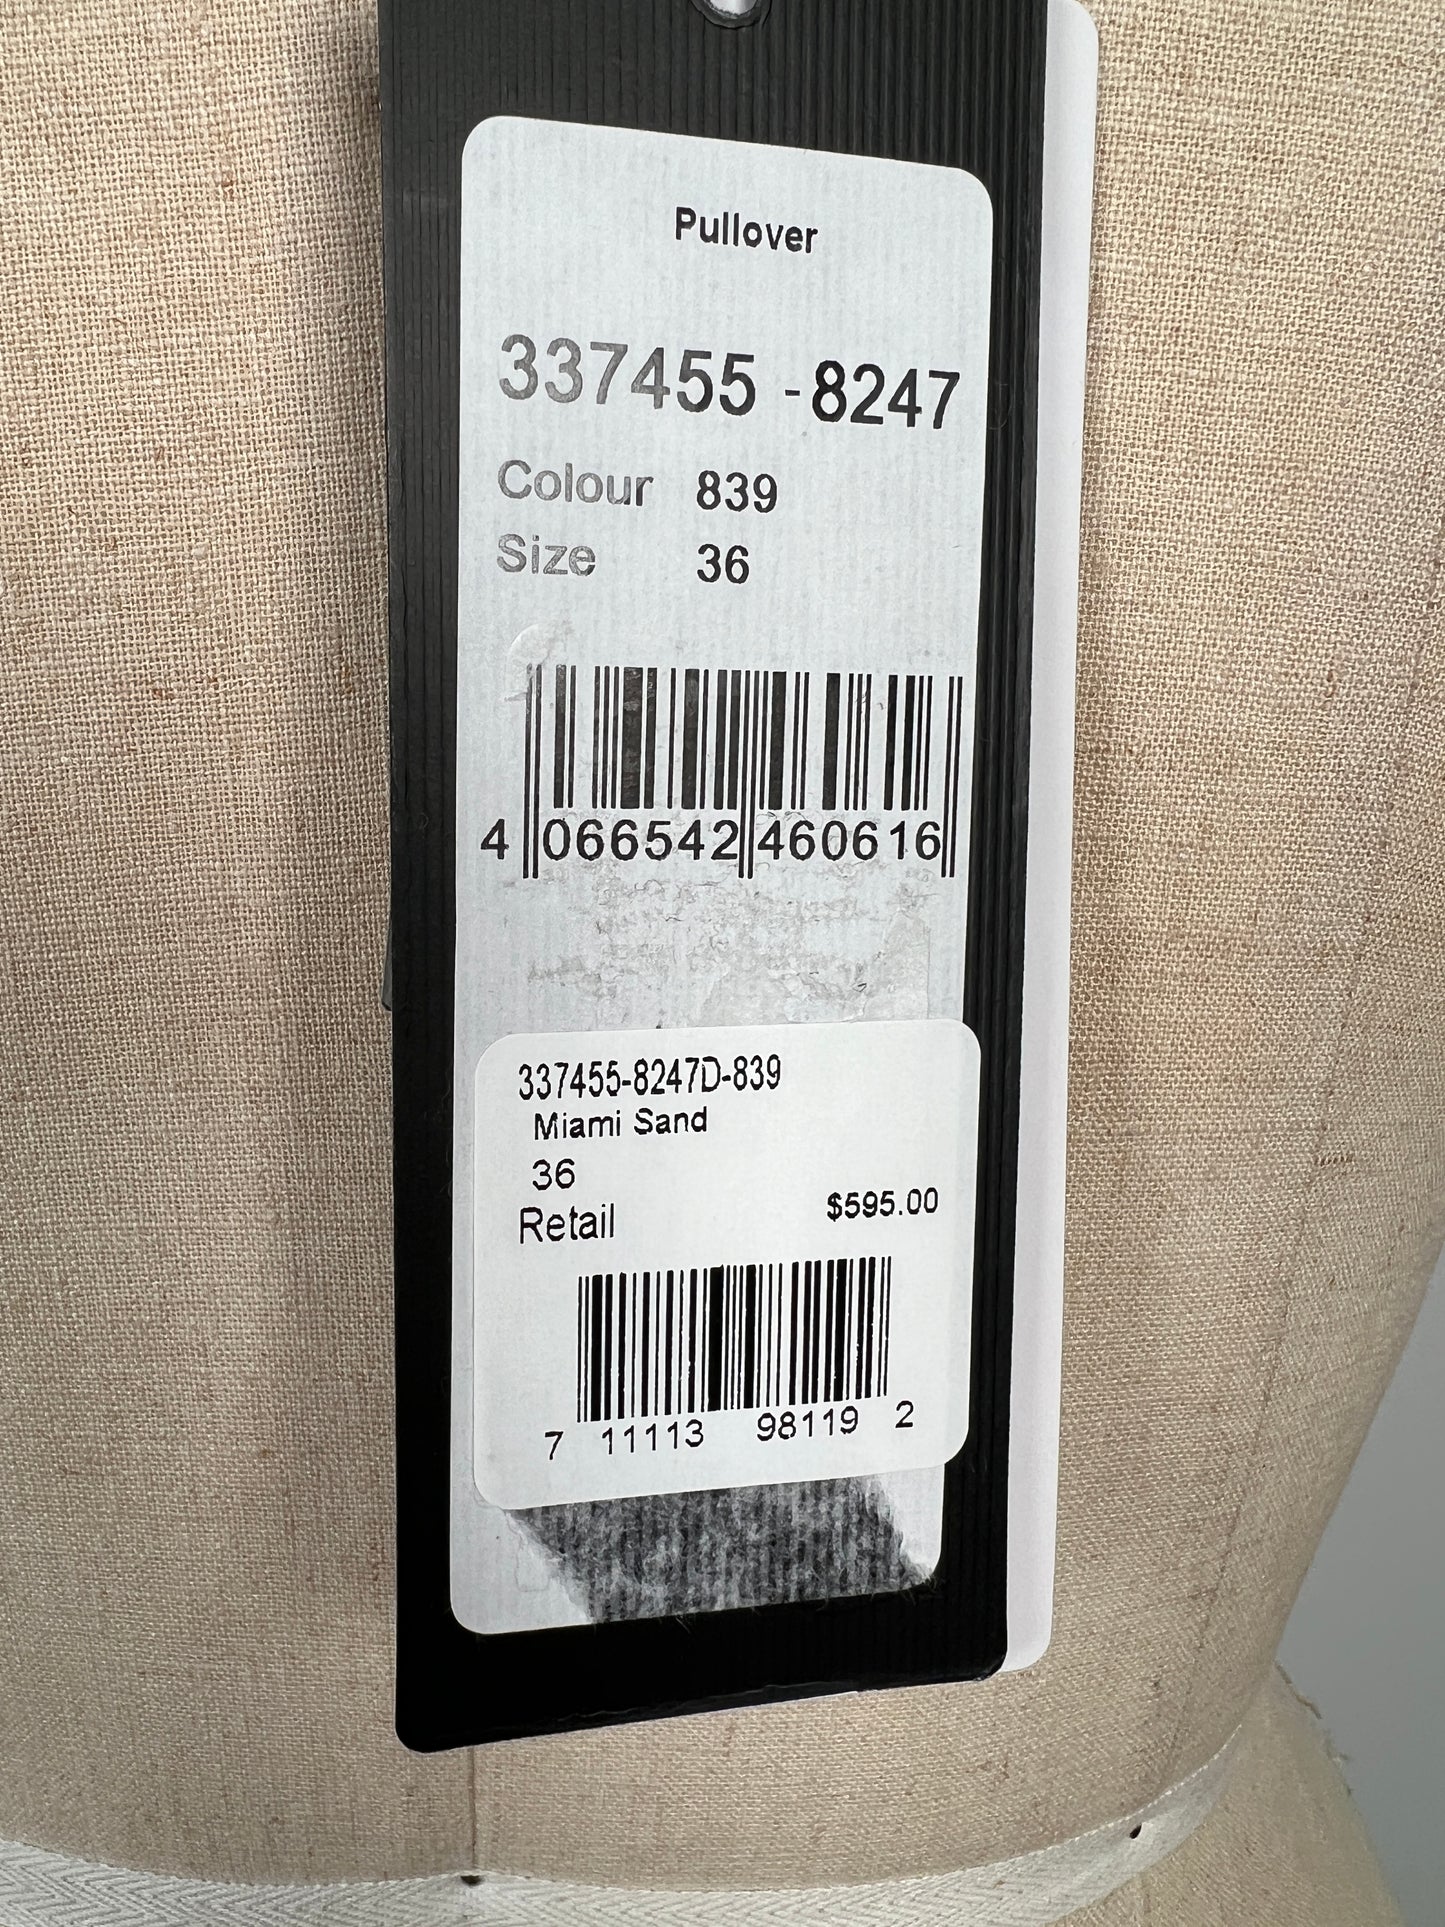 Pullover
337455 -8247
Colour 839
Size 36
4 066542 460616
337455-8247D-839
Miami Sand
36
Retail $595.00
7 11113 98119 2